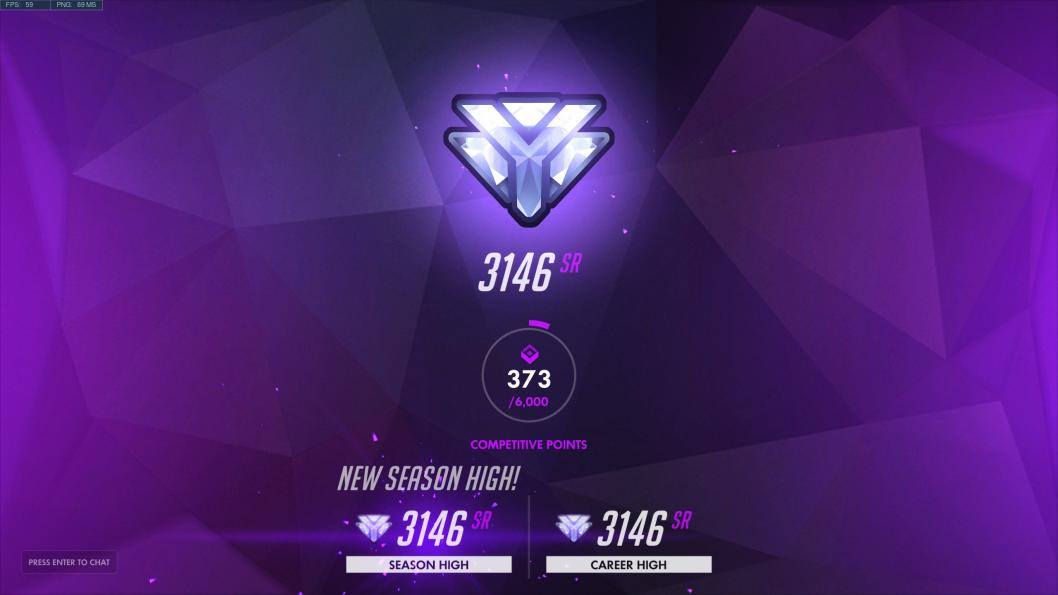 FPS: 59 PNG: 69 MS
3146 SR
373
/6,000
COMPETITIVE POINTS
NEW SEASON HIGH!
3146 SR 3146 SR
SEASON HIGH CAREER HIGH
PRESS ENTER TO CHAT